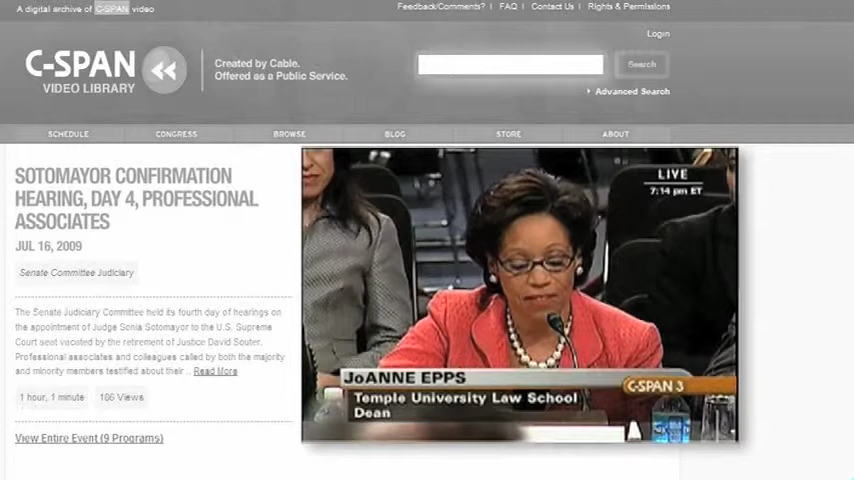 A digital archive of C-SPAN video
Feedback/Comments? | FAQ | Contact Us | Rights & Permissions
Login
C-SPAN
VIDEO LIBRARY
Created by Cable.
Offered as a Public Service.
Search
Advanced Search
SCHEDULE CONGRESS BROWSE BLOG STORE ABOUT
SOTOMAYOR CONFIRMATION
HEARING, DAY 4, PROFESSIONAL
ASSOCIATES
JUL 16, 2009
Senate Committee Judiciary
The Senate Judiciary Committee held its fourth day of hearings on
the appointment of Judge Sonia Sotomayor to the U.S. Supreme
Court seat vacated by the retirement of Justice David Souter.
Professional associates and colleagues called by both the majority
and minority members testified about their .. Read More
1 hour, 1 minute 186 Views
View Entire Event (9 Programs)
LIVE
7:14 pm ET
JoANNE EPPS
C-SPAN 3
Temple University Law School
Dean